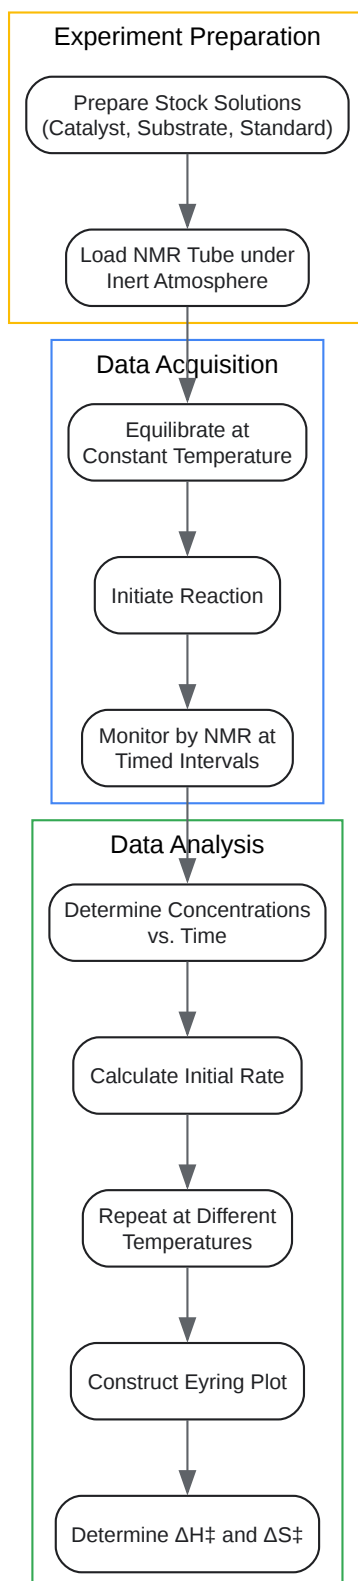 Experiment Preparation
Prepare Stock Solutions
(Catalyst, Substrate, Standard)
Load NMR Tube under
Inert Atmosphere
Data Acquisition
Equilibrate at
Constant Temperature
Initiate Reaction
Monitor by NMR at
Timed Intervals
Data Analysis
Determine Concentrations
vs. Time
Calculate Initial Rate
Repeat at Different
Temperatures
Construct Eyring Plot
Determine ΔH‡ and ΔS‡